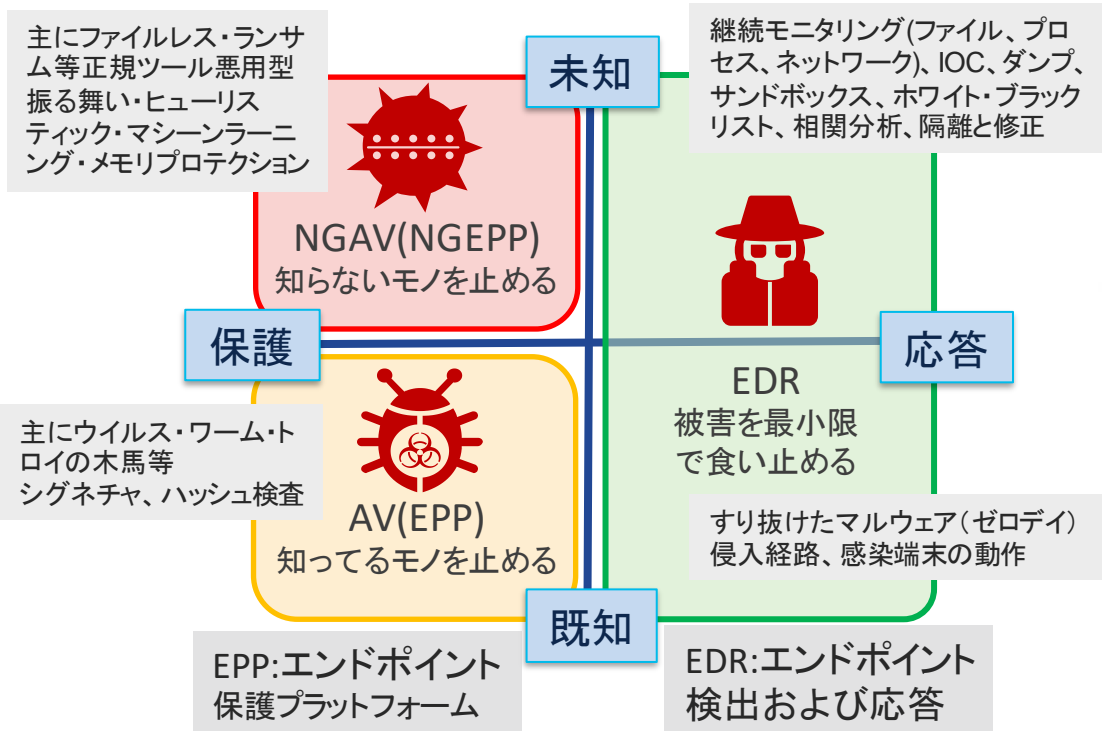 主にファイルレス・ランサ
ム等正規ツール悪用型
振る舞い・ヒューリス
ティック・マシーンラーニ
ング・メモリプロテクション
未知
継続モニタリング(ファイル、プロ
セス、ネットワーク)、IOC、ダンプ、
サンドボックス、ホワイト・ブラック
リスト、相関分析、隔離と修正
NGAV(NGEPP)
知らないモノを止める
保護
応答
EDR
被害を最小限
で食い止める
主にウイルス・ワーム・ト
ロイの木馬等
シグネチャ、ハッシュ検査
AV(EPP)
知ってるモノを止める
すり抜けたマルウェア(ゼロデイ)
侵入経路、感染端末の動作
既知
EPP:エンドポイント
保護プラットフォーム
EDR:エンドポイント
検出および応答